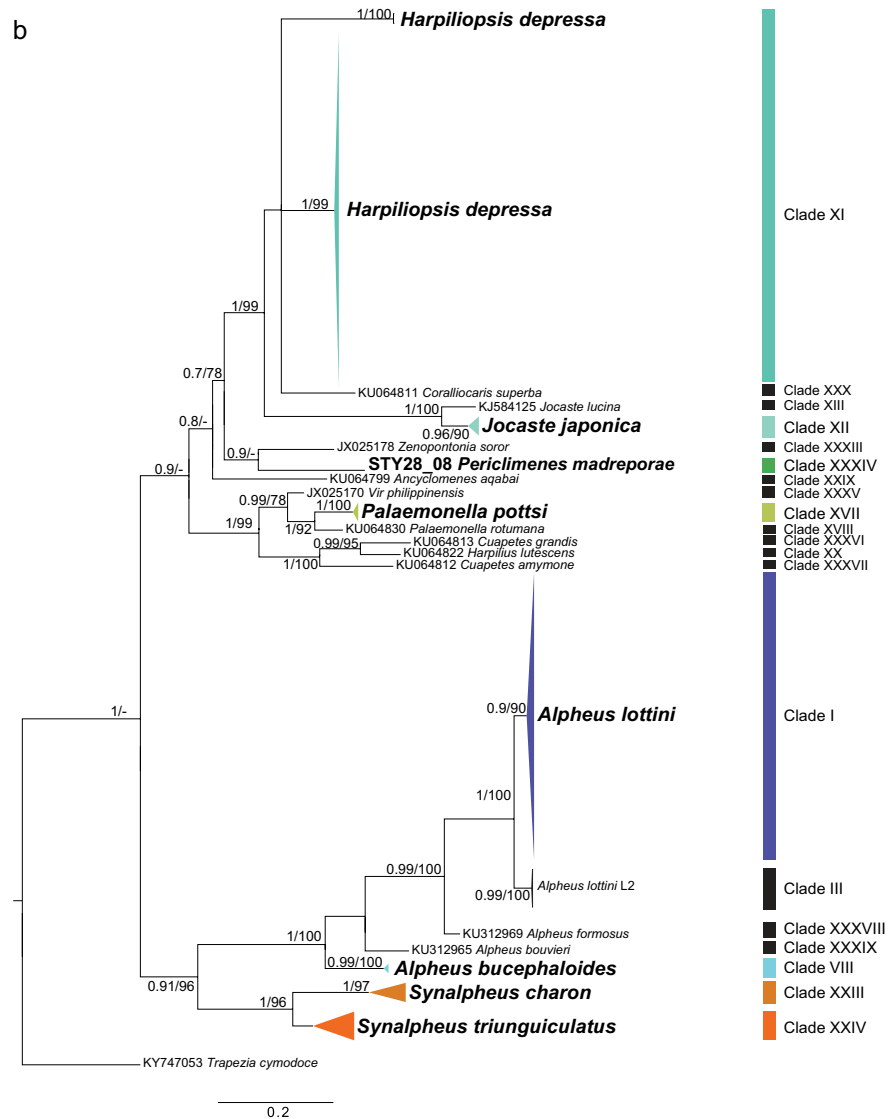 b
1/100
Harpiliopsis depressa
1/99
Harpiliopsis depressa
Clade XI
1/99
0.7/78
KU064811 Coralliocaris superba
Clade XXX
1/100
KJ584125 Jocaste lucina
Clade XIII
0.96/90
Jocaste japonica
Clade XII
0.8/-
0.9/-
JX025178 Zenopontonia soror
Clade XXXIII
STY28_08 Periclimenes madreporae
Clade XXXIV
0.9/-
KU064799 Ancyclomenes aqabai
Clade XXIX
0.99/78
JX025170 Vir philippinensis
Clade XXXV
1/100
Palaemonella pottsi
Clade XVII
1/99
1/92
KU064830 Palaemonella rotumana
Clade XVIII
0.99/95
KU064813 Cuapetes grandis
Clade XXXVI
KU064822 Harpilius lutescens
Clade XX
1/100
KU064812 Cuapetes amymone
Clade XXXVII
1/-
0.9/90
Alpheus lottini
Clade I
1/100
0.99/100
0.99/100
Alpheus lottini L2
Clade III
KU312969 Alpheus formosus
Clade XXXVIII
1/100
KU312965 Alpheus bouvieri
Clade XXXIX
0.99/100
Alpheus bucephaloides
Clade VIII
0.91/96
1/97
Synalpheus charon
Clade XXIII
1/96
Synalpheus triunguiculatus
Clade XXIV
KY747053 Trapezia cymodoce
0.2